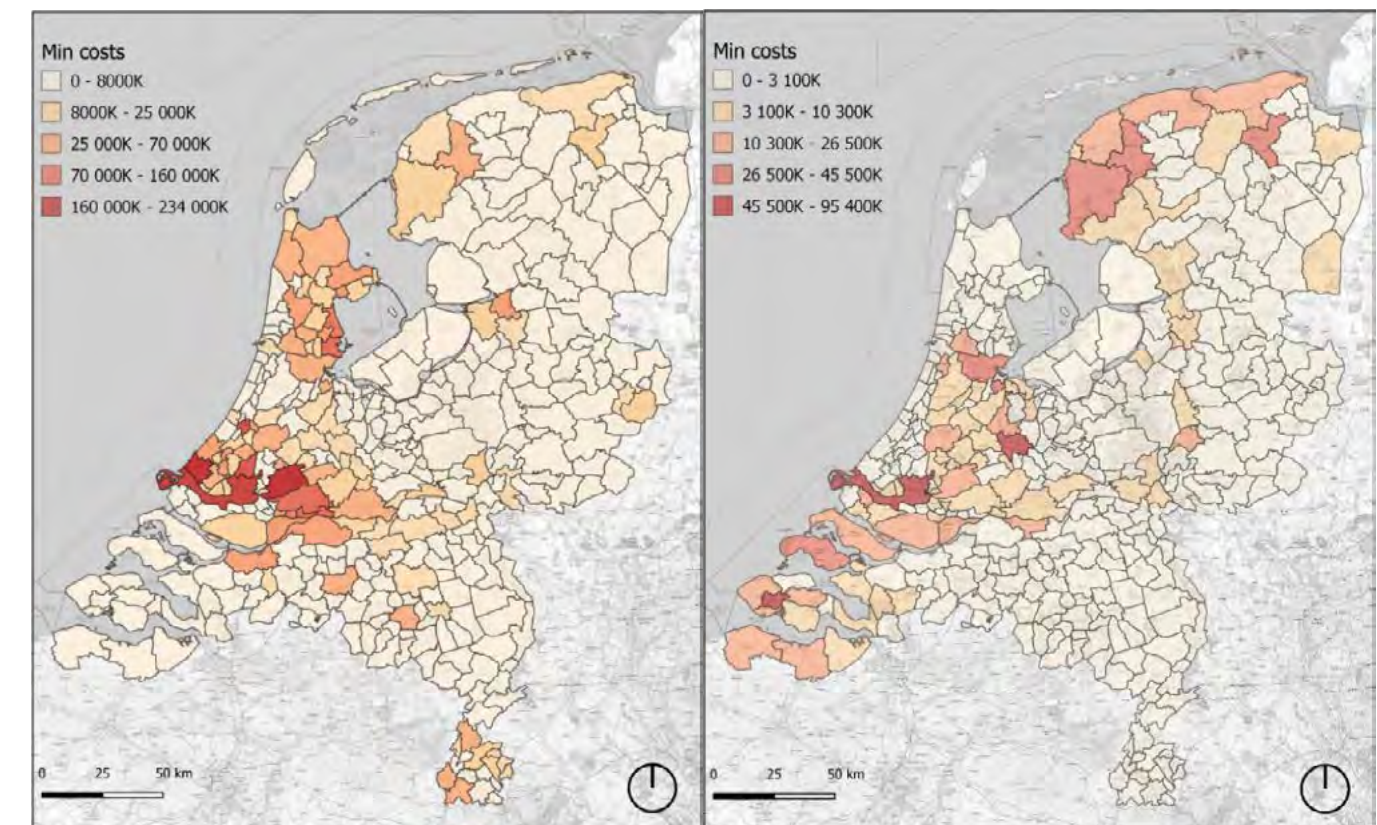 Min costs
0 - 8000K
8000K - 25 000K
25 000K - 70 000K
70 000K - 160 000K
160 000K - 234 000K
0 25 50 km
Min costs
0 - 3 100K
3 100K - 10 300K
10 300K - 26 500K
26 500K - 45 500K
45 500K - 95 400K
0 25 50 km